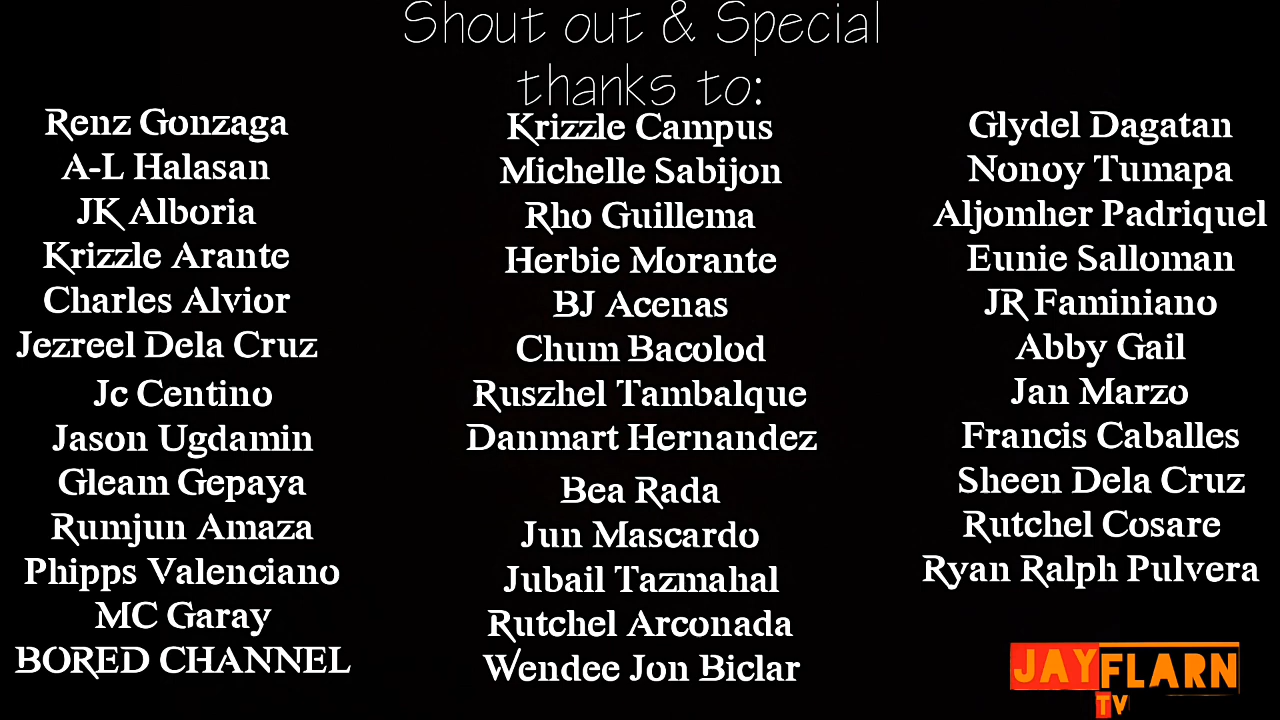 Shout out & Special
thanks to:
Renz Gonzaga
A-L Halasan
JK Alboria
Krizzle Arante
Charles Alvior
Jezreel Dela Cruz
Jc Centino
Jason Ugdamin
Gleam Gepaya
Rumjun Amaza
Phipps Valenciano
MC Garay
BORED CHANNEL
Krizzle Campus
Michelle Sabijon
Rho Guillema
Herbie Morante
BJ Acenas
Chum Bacolod
Ruszhel Tambalque
Danmart Hernandez
Bea Rada
Jun Mascardo
Jubail Tazmahal
Rutchel Arconada
Wendee Jon Biclar
Glydel Dagatan
Nonoy Tumapa
Aljomher Padriquel
Eunie Salloman
JR Faminiano
Abby Gail
Jan Marzo
Francis Caballes
Sheen Dela Cruz
Rutchel Cosare
Ryan Ralph Pulvera
JAYFLARN
TV